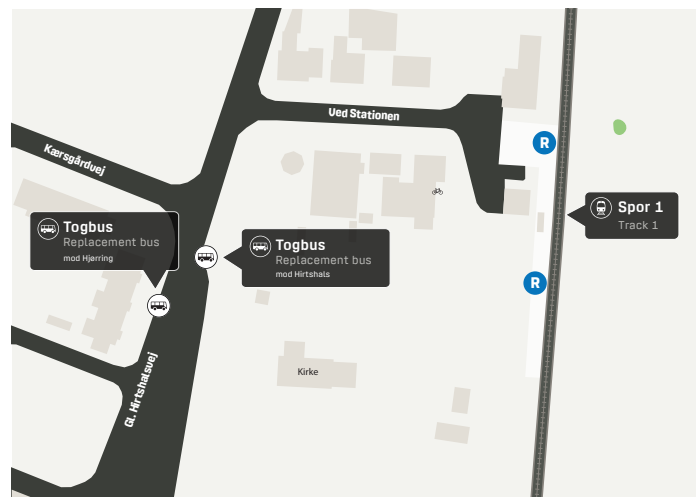 Ved Stationen
R
Kærsgårdvej
Spor 1
Track 1
Togbus
Replacement bus
mod Hjørring
Togbus
Replacement bus
mod Hirtshals
R
Gl. Hirtshalsvej
Kirke